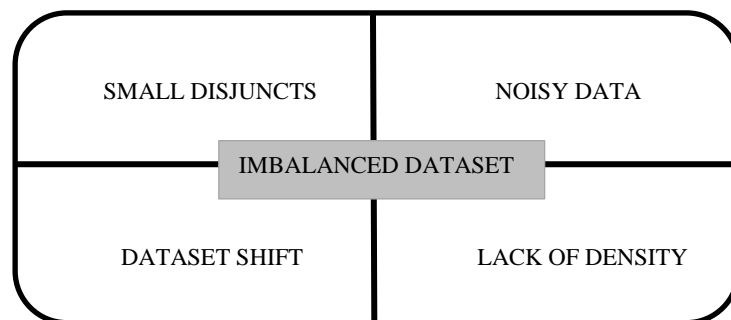 SMALL DISJUNCTS
NOISY DATA
IMBALANCED DATASET
DATASET SHIFT
LACK OF DENSITY